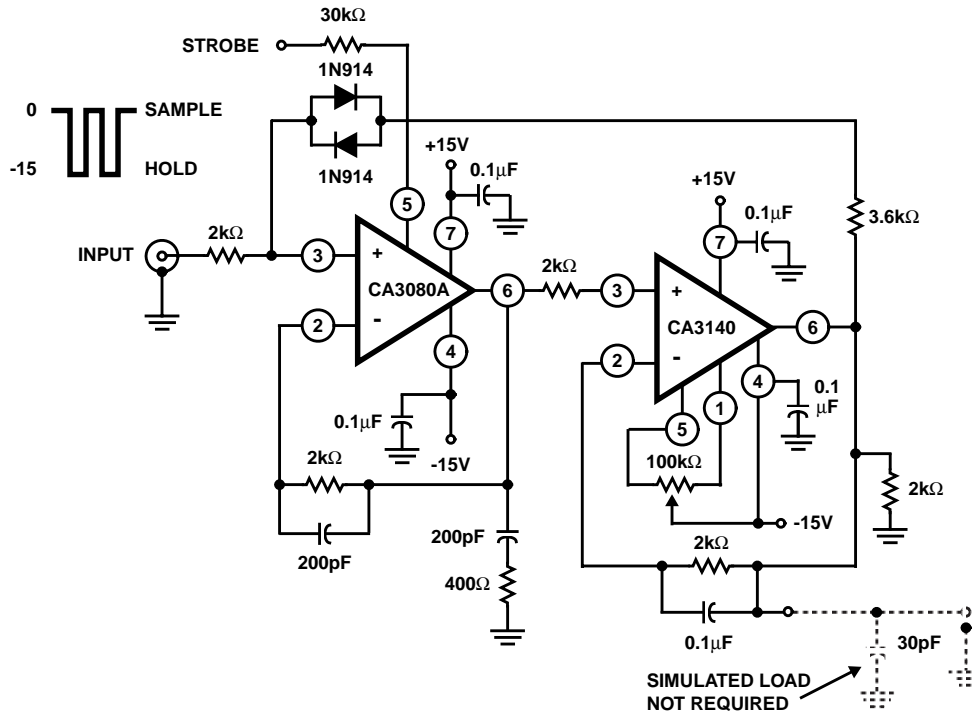 30kΩ
STROBE
1N914
0
SAMPLE
-15
HOLD
1N914
+15V
0.1μF
5
7
+15V
0.1μF
7
3.6kΩ
INPUT
2kΩ
3
+
CA3080A
6
2kΩ
3
+
CA3140
6
2
-
4
2
-
4
0.1μF
-15V
5
1
0.1
μF
100kΩ
-15V
2kΩ
2kΩ
200pF
200pF
400Ω
2kΩ
0.1μF
30pF
SIMULATED LOAD
NOT REQUIRED